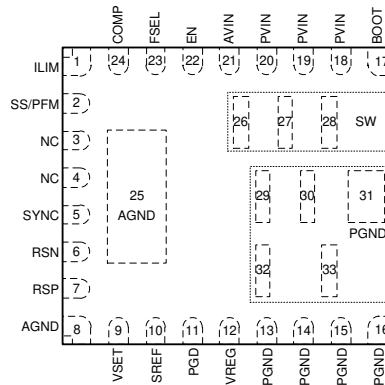 COMP FSEL EN AVIN PVIN PVIN PVIN BOOT
24 23 22 21 20 19 18 17
ILIM 1
SS/PFM 2
26 27 28 SW
NC 3
NC 4
25
AGND
29 30 31
SYNC 5
PGND
RSN 6
32 33
RSP 7
AGND 8 9 10 11 12 13 14 15 16
VSET SREF PGD VREG PGND PGND PGND PGND